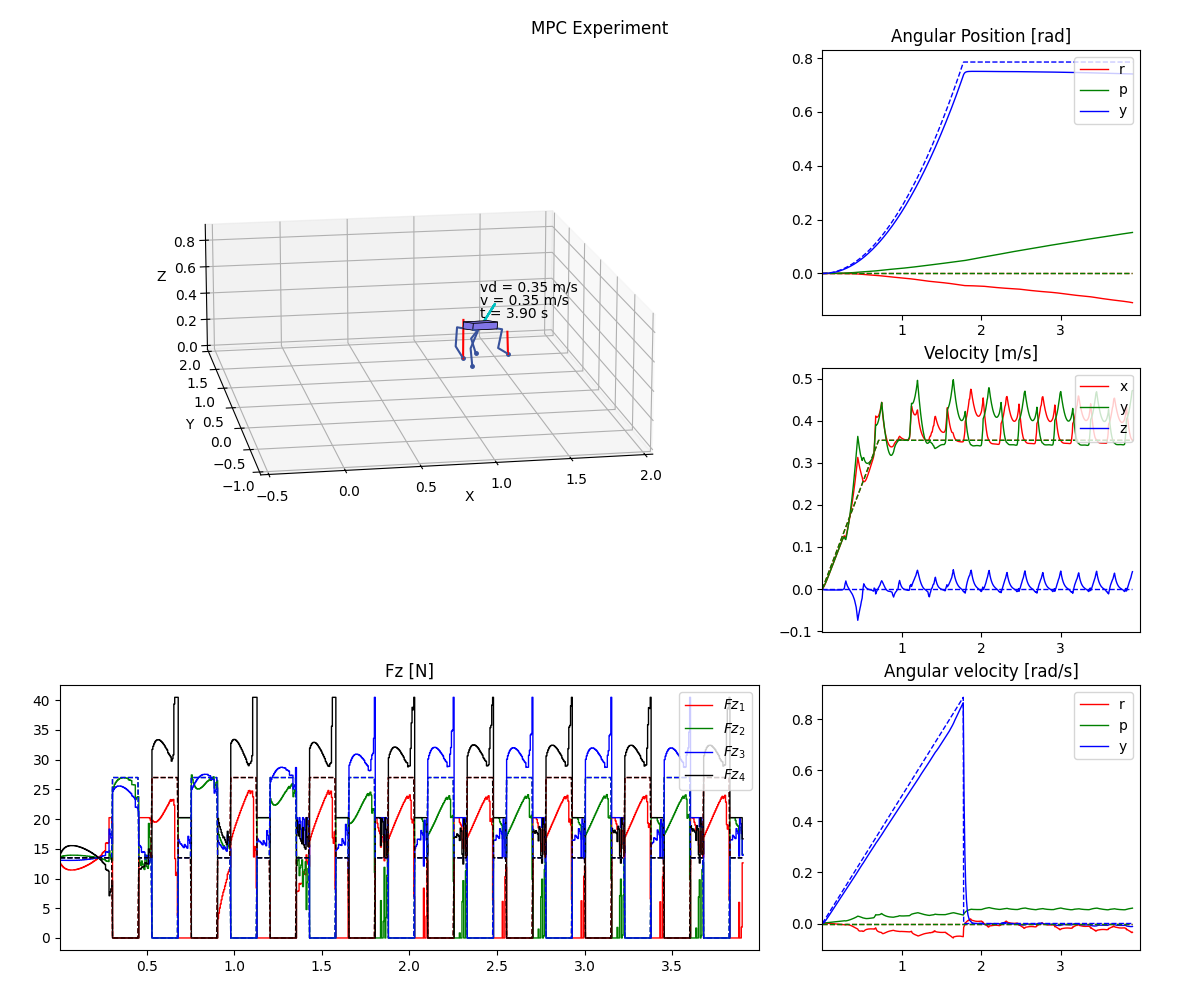 MPC Experiment
Z
0.8
0.6
0.4
0.2
0.0
2.0
1.5
1.0
0.5
0.0
−0.5
−1.0
Y
vd = 0.35 m/s
v = 0.35 m/s
t = 3.90 s
−0.5
0.0
0.5
1.0
1.5
2.0
X
Angular Position [rad]
0.8
0.6
0.4
0.2
0.0
r
p
y
1 2 3
Velocity [m/s]
0.5
0.4
0.3
0.2
0.1
0.0
−0.1
x
y
z
1 2 3
Fz [N]
40
35
30
25
20
15
10
5
0
Fz1
Fz2
Fz3
Fz4
0.5 1.0 1.5 2.0 2.5 3.0 3.5
Angular velocity [rad/s]
0.8
0.6
0.4
0.2
0.0
r
p
y
1 2 3